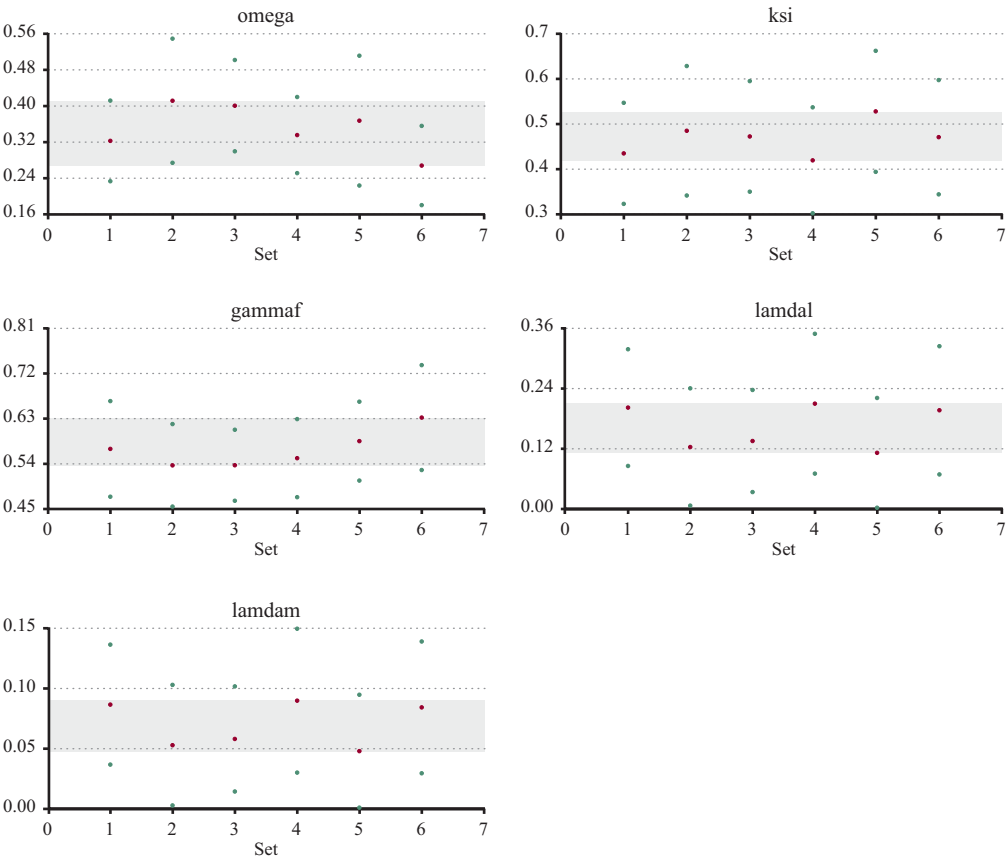 omega
0.56
0.48
0.40
0.32
0.24
0.16
0 1 2 3 4 5 6 7
Set
ksi
0.7
0.6
0.5
0.4
0.3
0 1 2 3 4 5 6 7
Set
gammaf
0.81
0.72
0.63
0.54
0.45
0 1 2 3 4 5 6 7
Set
lamdal
0.36
0.24
0.12
0.00
0 1 2 3 4 5 6 7
Set
lamdam
0.15
0.10
0.05
0.00
0 1 2 3 4 5 6 7
Set